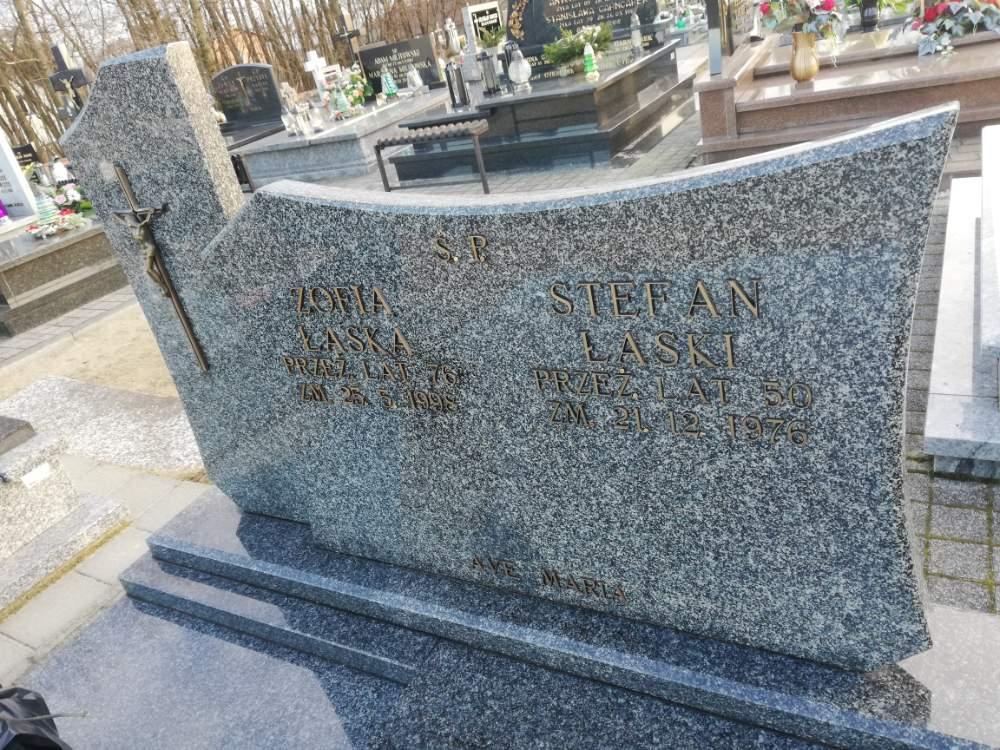 Ś. P.
ZOFIA
ŁASKA
PRZEŻ. LAT 76
ZM. 25. 5. 1998
STEFAN
ŁASKI
PRZEŻ. LAT 50
ZM. 21. 12. 1976
AVE MARIA